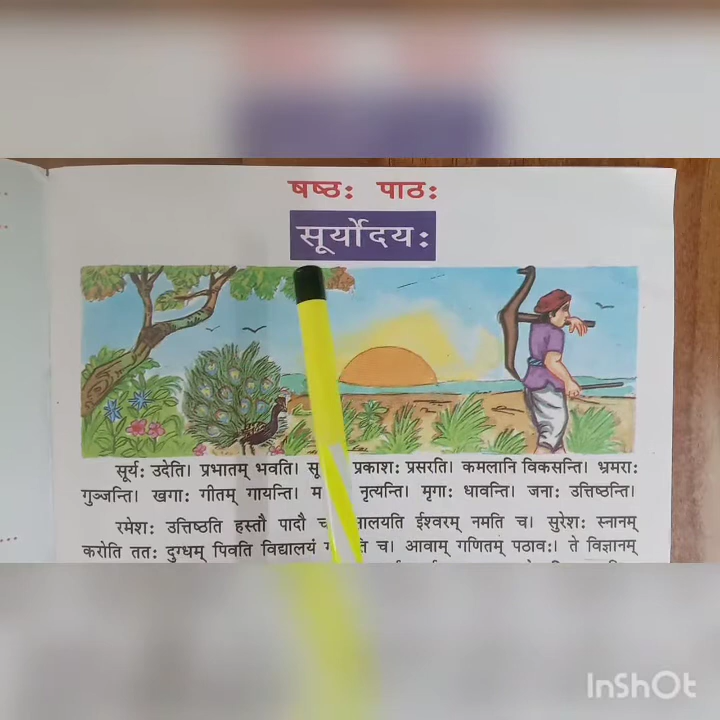 षष्ठः पाठः
सूर्योदयः
सूर्यः उदेति। प्रभातम् भवति। प्रकाशः प्रसरति। कमलानि विकसन्ति। भ्रमराः
गुञ्जन्ति। खगाः गीतम् गायन्ति। नृत्यन्ति। मृगाः धावन्ति। जनाः उत्तिष्ठन्ति।
रमेशः उत्तिष्ठति हस्तौ पादौ ईश्वरम् नमति च। सुरेशः स्नानम्
करोति ततः दुग्धम् पिवति विद्यालयं च। आवाम् गणितम् पठावः। ते विज्ञानम्
InShOt